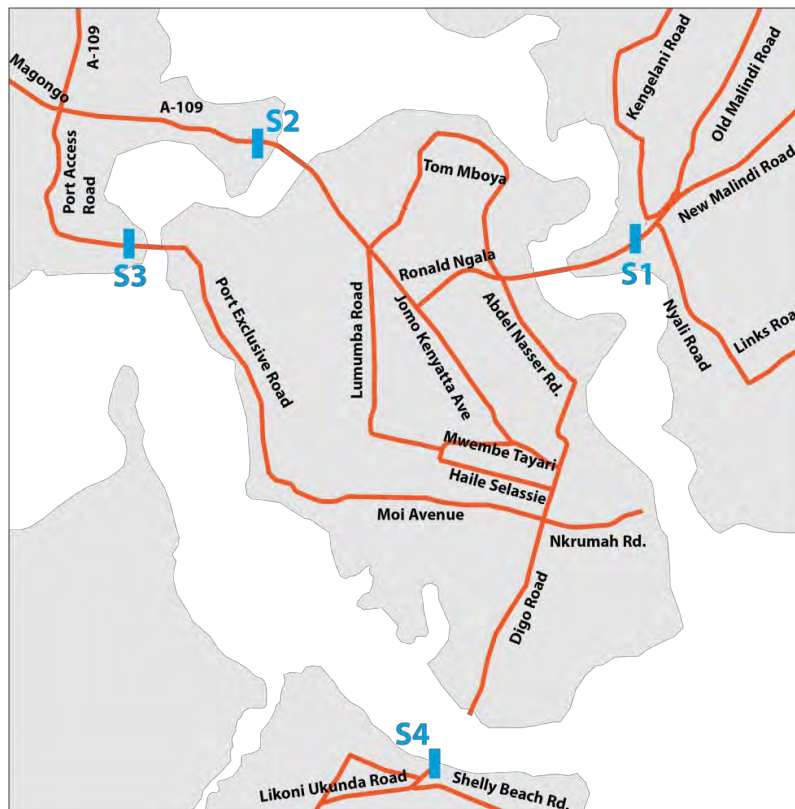 A-109
Magongo
A-109
S2
Kengelani Road
Old Malindi Road
New Malindi Road
Port Access
Road
Tom Mboya
S3
S1
Ronald Ngala
Port Exclusive Road
Lumumba Road
Jomo Kenyatta Ave
Abdel Nasser Rd.
Nyali Road
Links Roa
Mwembe Tayari
Haile Selassie
Moi Avenue
Nkrumah Rd.
Digo Road
S4
Likoni Ukunda Road
Shelly Beach Rd.